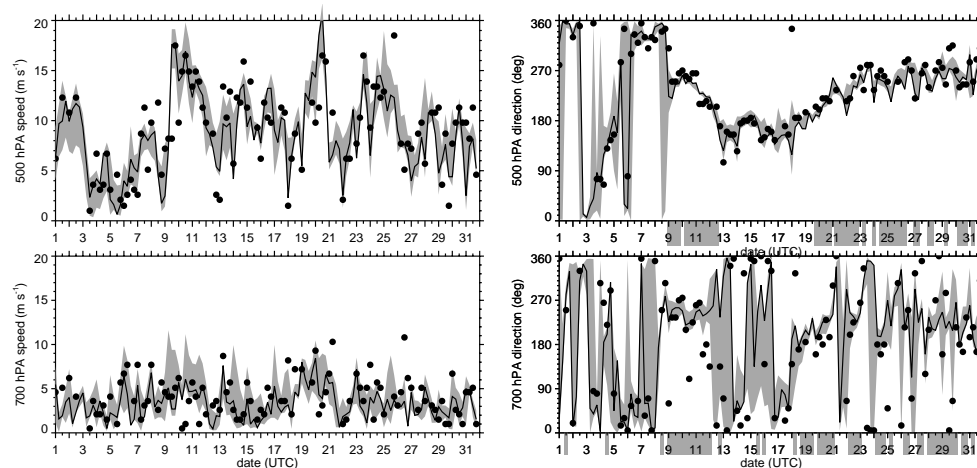 500 hPA speed (m s⁻¹)
20
15
10
5
0
1 3 5 7 9 11 13 15 17 19 21 23 25 27 29 31
500 hPA direction (deg)
360
270
180
90
0
1 3 5 7 9 11 13 15 17 19 21 23 25 27 29 31
date (UTC)
700 hPA speed (m s⁻¹)
20
15
10
5
0
1 3 5 7 9 11 13 15 17 19 21 23 25 27 29 31
date (UTC)
700 hPA direction (deg)
360
270
180
90
0
1 3 5 7 9 11 13 15 17 19 21 23 25 27 29 31
date (UTC)